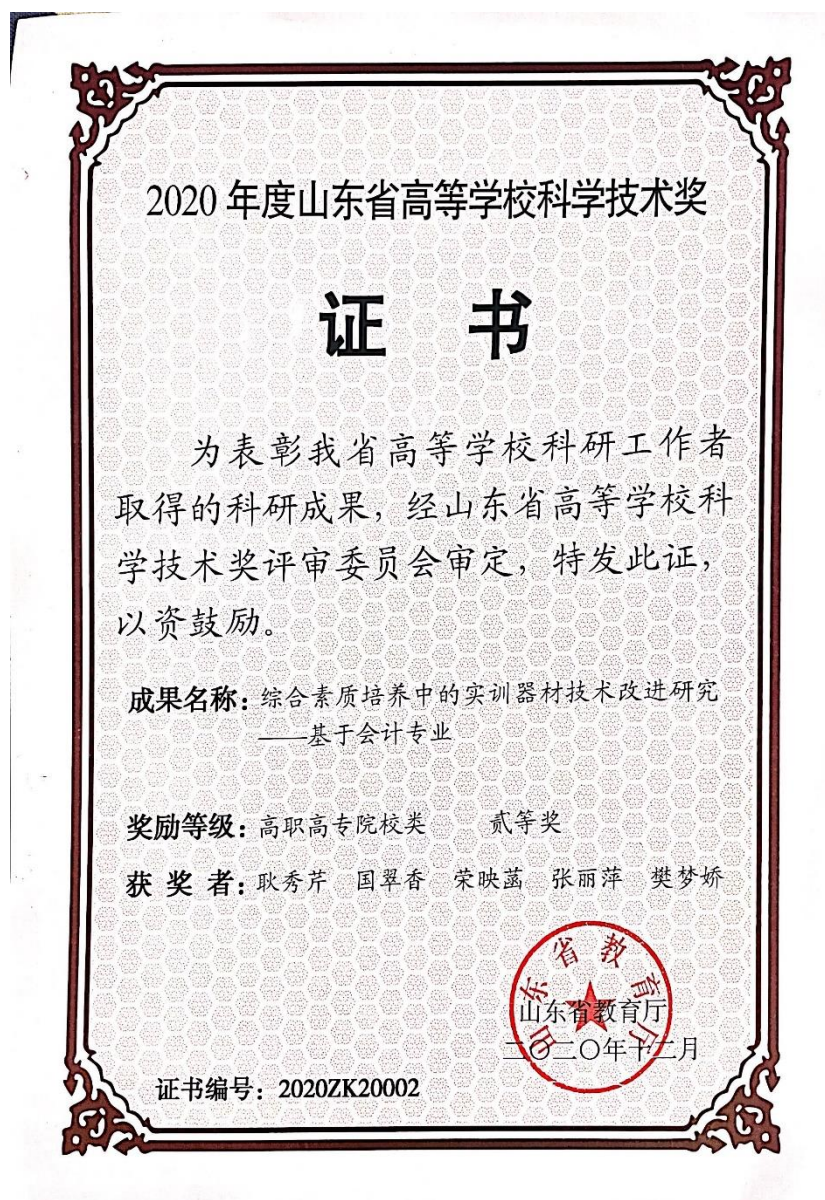 2020 年度山东省高等学校科学技术奖
证 书
为表彰我省高等学校科研工作者
取得的科研成果，经山东省高等学校科
学技术奖评审委员会审定，特发此证，
以资鼓励。
成果名称：综合素质培养中的实训器材技术改进研究
——基于会计专业
奖励等级：高职高专院校类 贰等奖
获 奖 者：耿秀芹 国翠香 荣映菡 张丽萍 樊梦娇
山东省教育厅
山东省教育厅
二〇二〇年十二月
证书编号：2020ZK20002